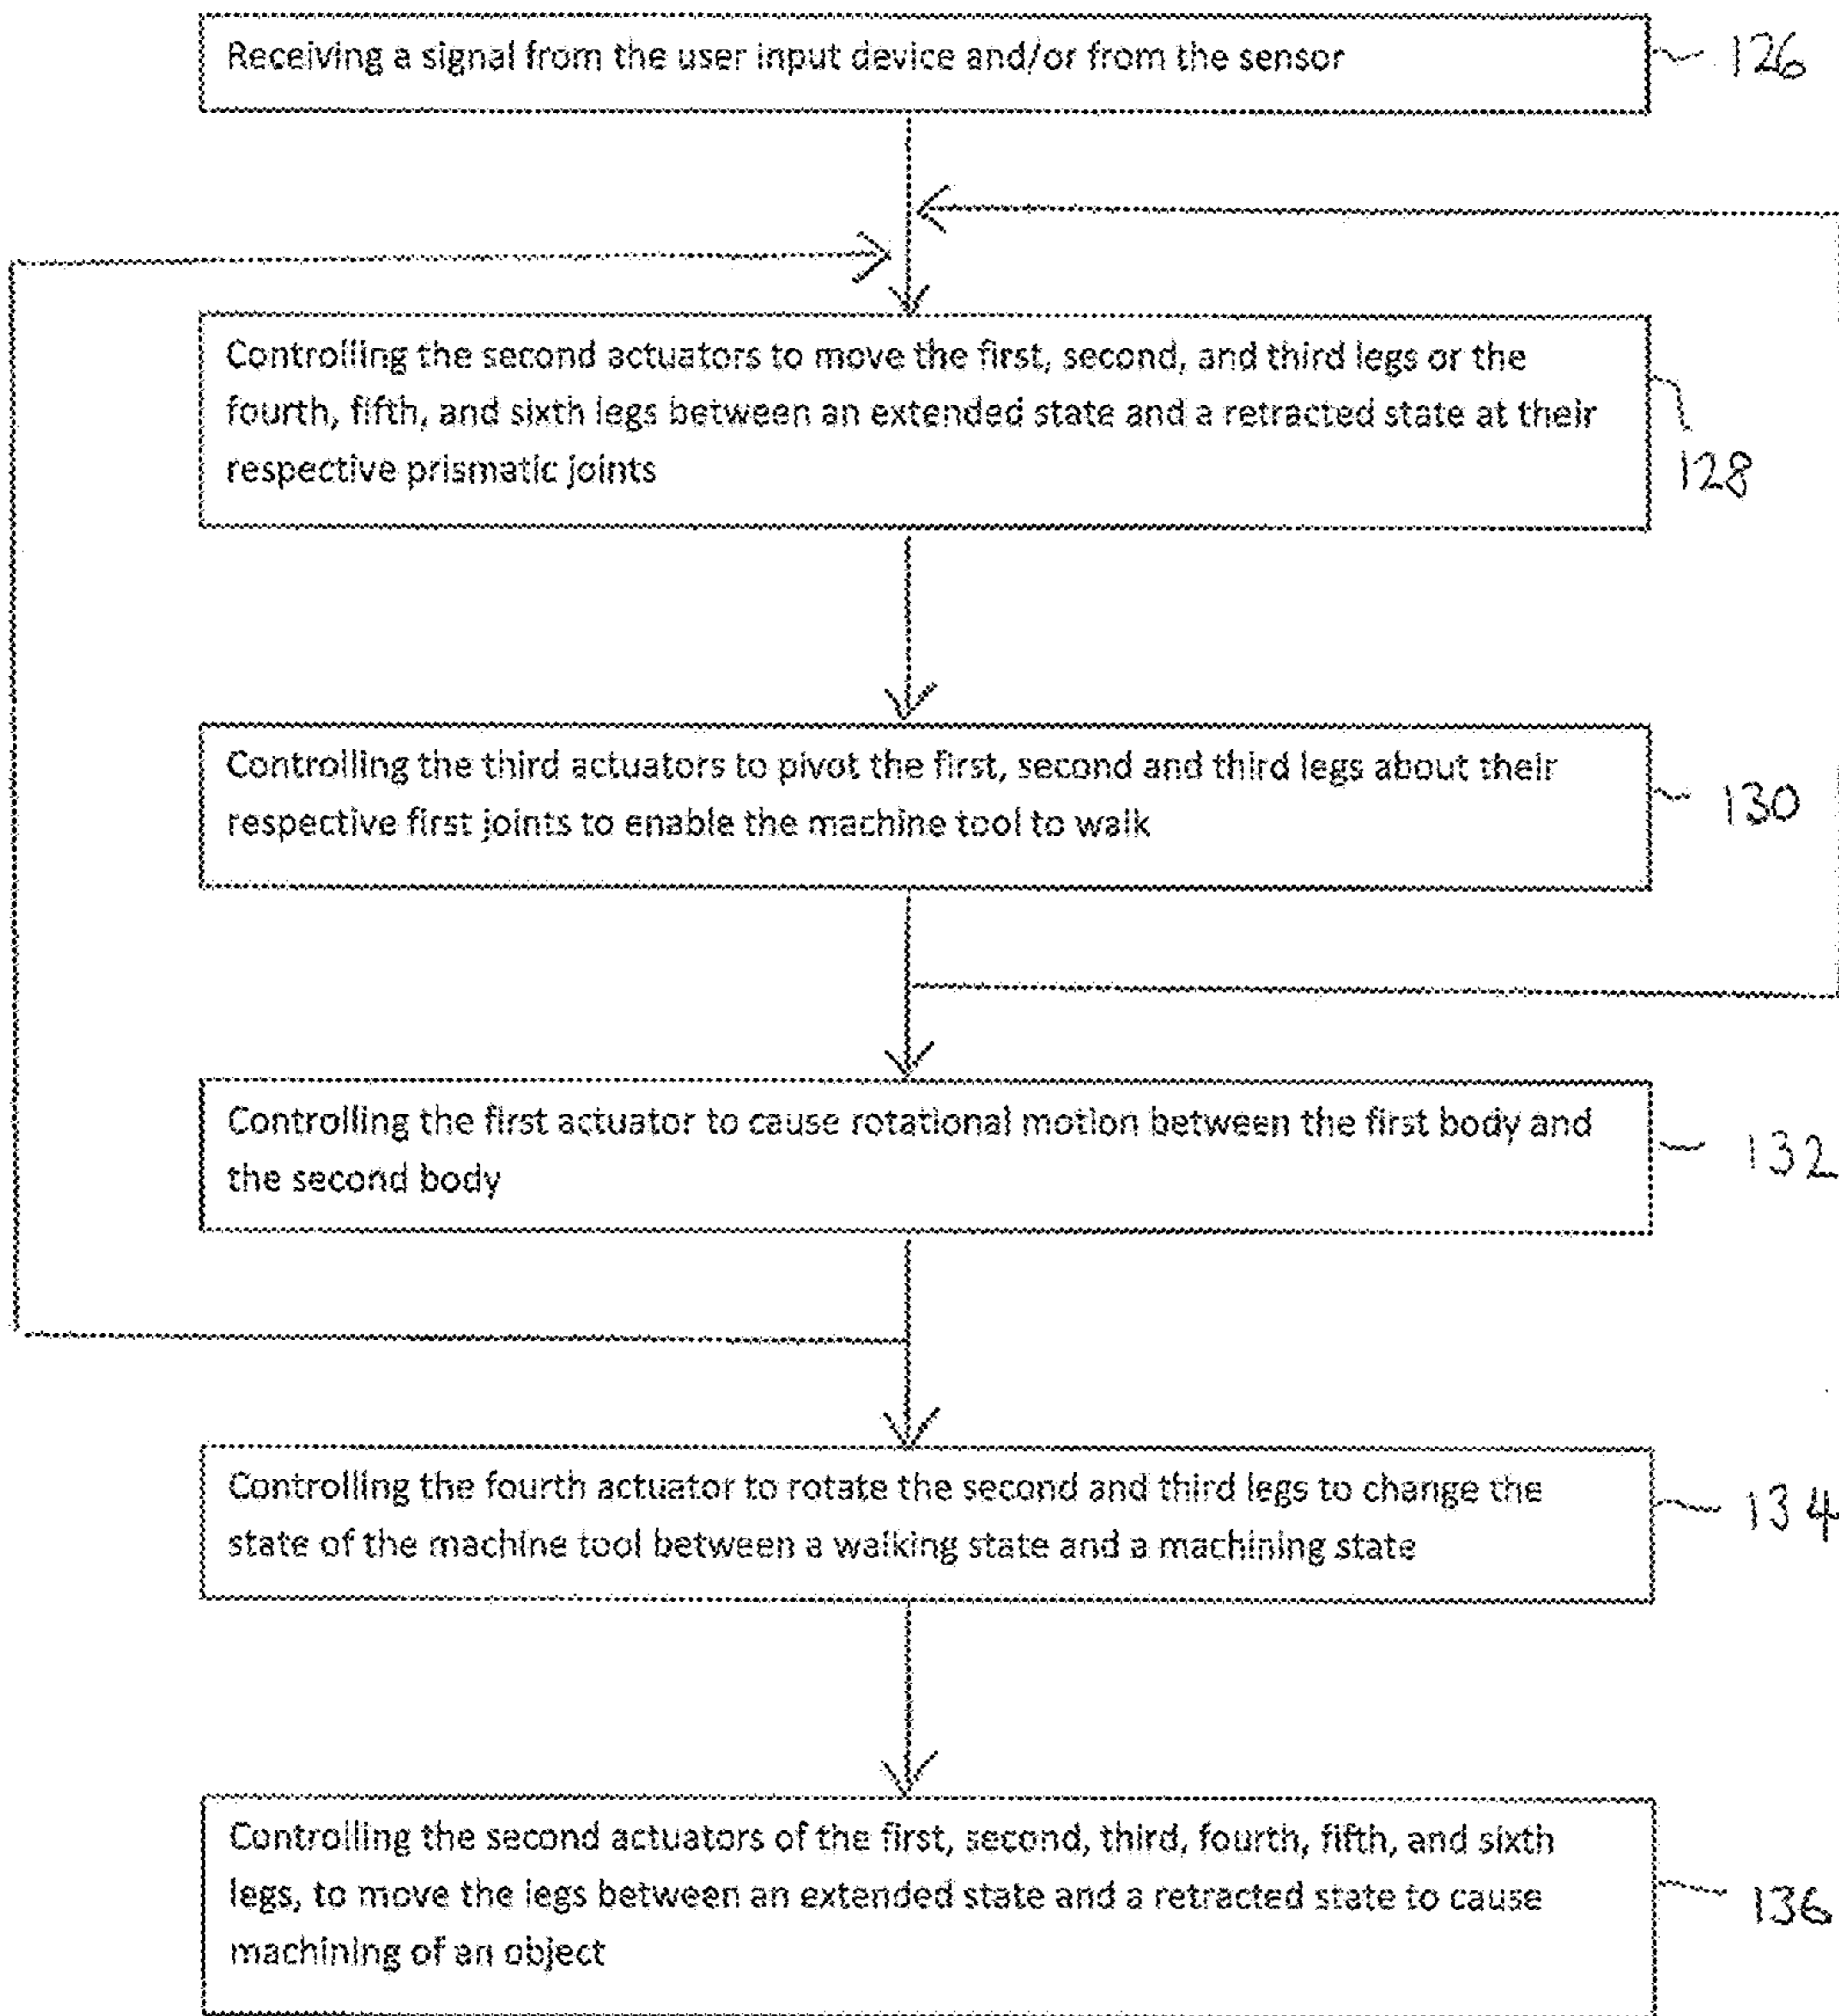 Receiving a signal from the user input device and/or from the sensor
126
Controlling the second actuators to move the first, second, and third legs or the
fourth, fifth, and sixth legs between an extended state and a retracted state at their
respective prismatic joints
128
Controlling the third actuators to pivot the first, second and third legs about their
respective first joints to enable the machine tool to walk
130
Controlling the first actuator to cause rotational motion between the first body and
the second body
132
Controlling the fourth actuator to rotate the second and third legs to change the
state of the machine tool between a walking state and a machining state
134
Controlling the second actuators of the first, second, third, fourth, fifth, and sixth
legs, to move the legs between an extended state and a retracted state to cause
machining of an object
136